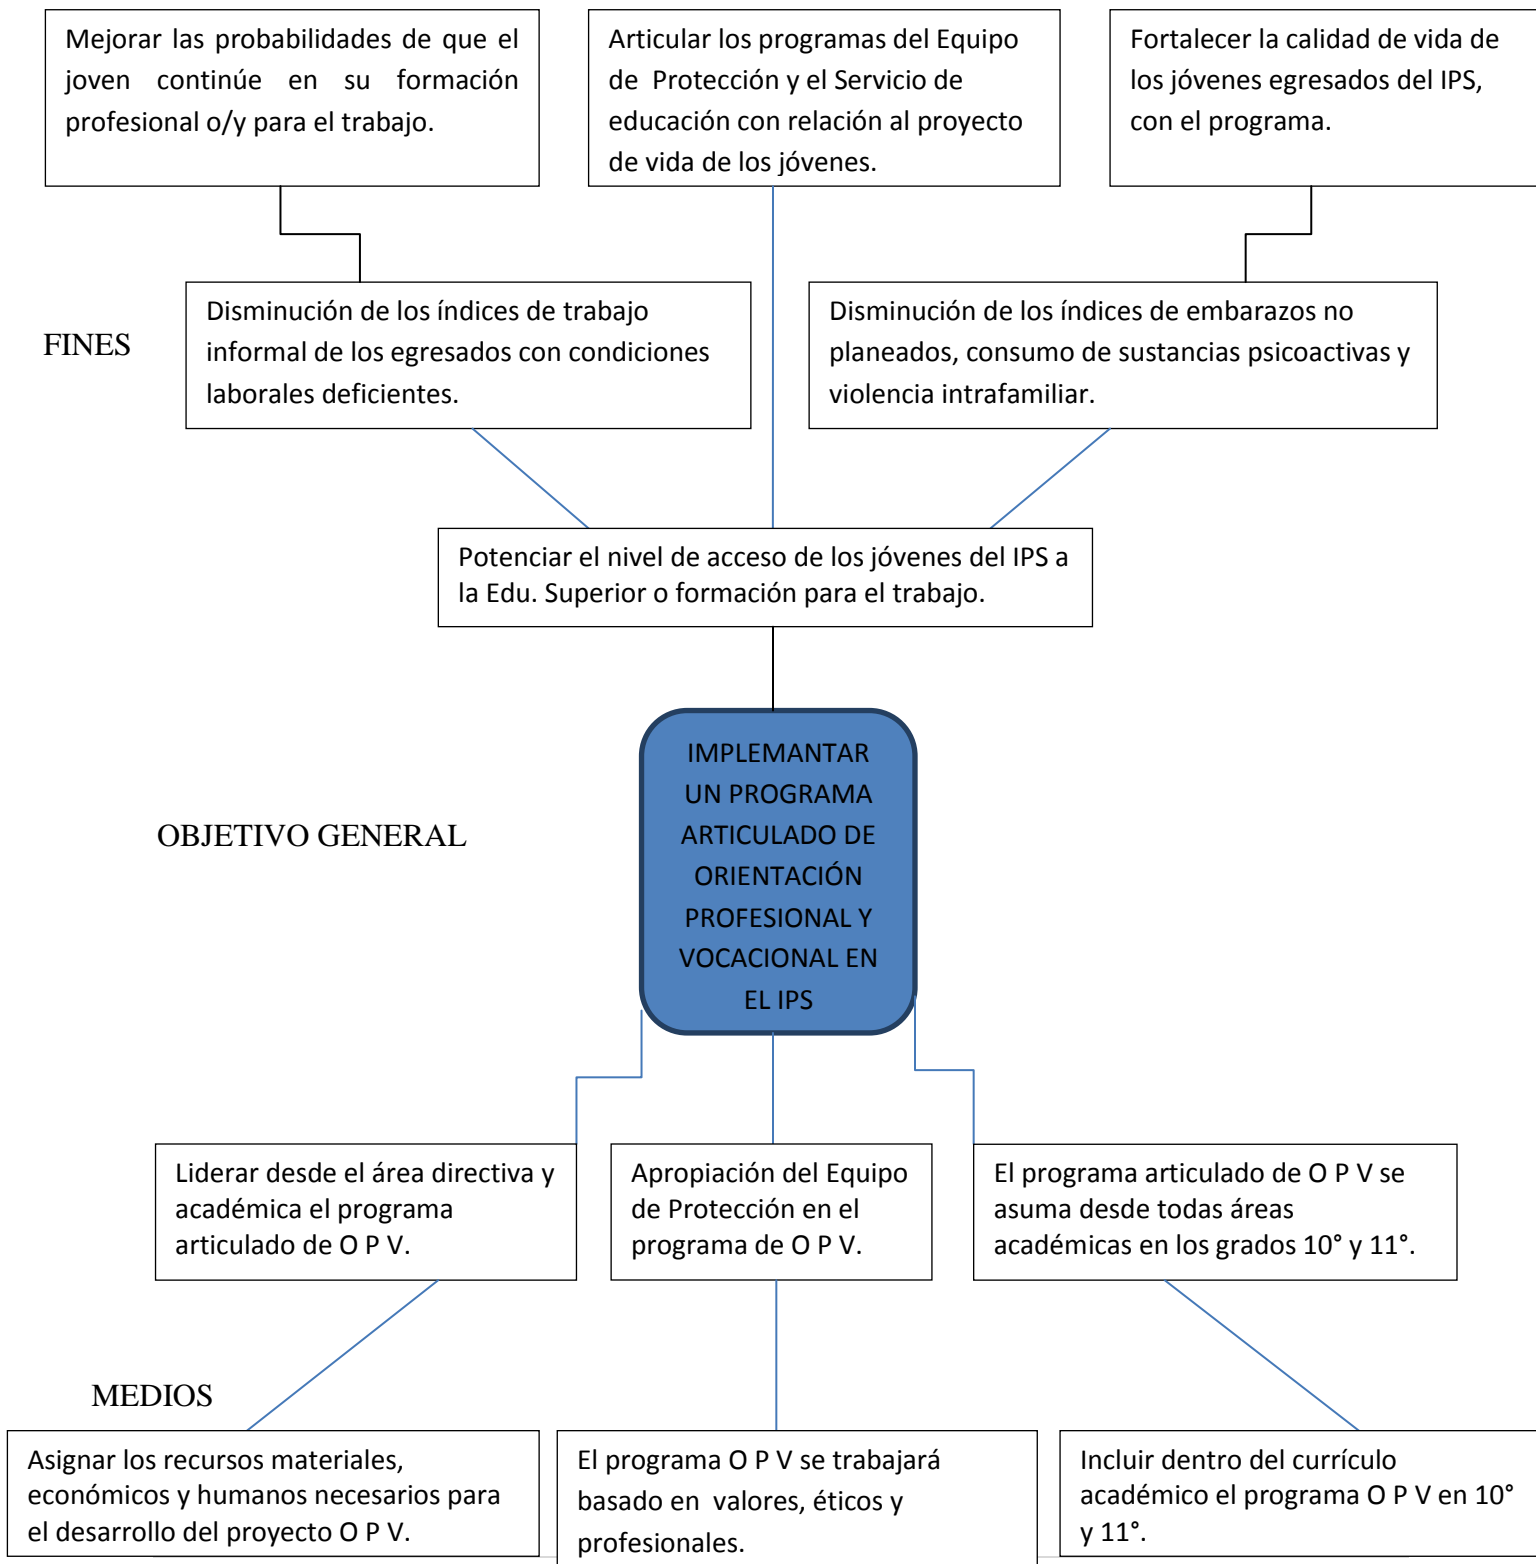 Mejorar las probabilidades de que el
joven continúe en su formación
profesional o/y para el trabajo.
Articular los programas del Equipo
de Protección y el Servicio de
educación con relación al proyecto
de vida de los jóvenes.
Fortalecer la calidad de vida de
los jóvenes egresados del IPS,
con el programa.
FINES
Disminución de los índices de trabajo
informal de los egresados con condiciones
laborales deficientes.
Disminución de los índices de embarazos no
planeados, consumo de sustancias psicoactivas y
violencia intrafamiliar.
Potenciar el nivel de acceso de los jóvenes del IPS a
la Edu. Superior o formación para el trabajo.
OBJETIVO GENERAL
IMPLEMANTAR
UN PROGRAMA
ARTICULADO DE
ORIENTACIÓN
PROFESIONAL Y
VOCACIONAL EN
EL IPS
Liderar desde el área directiva y
académica el programa
articulado de O P V.
Apropiación del Equipo
de Protección en el
programa de O P V.
El programa articulado de O P V se
asuma desde todas áreas
académicas en los grados 10° y 11°.
MEDIOS
Asignar los recursos materiales,
económicos y humanos necesarios para
el desarrollo del proyecto O P V.
El programa O P V se trabajará
basado en valores, éticos y
profesionales.
Incluir dentro del currículo
académico el programa O P V en 10°
y 11°.